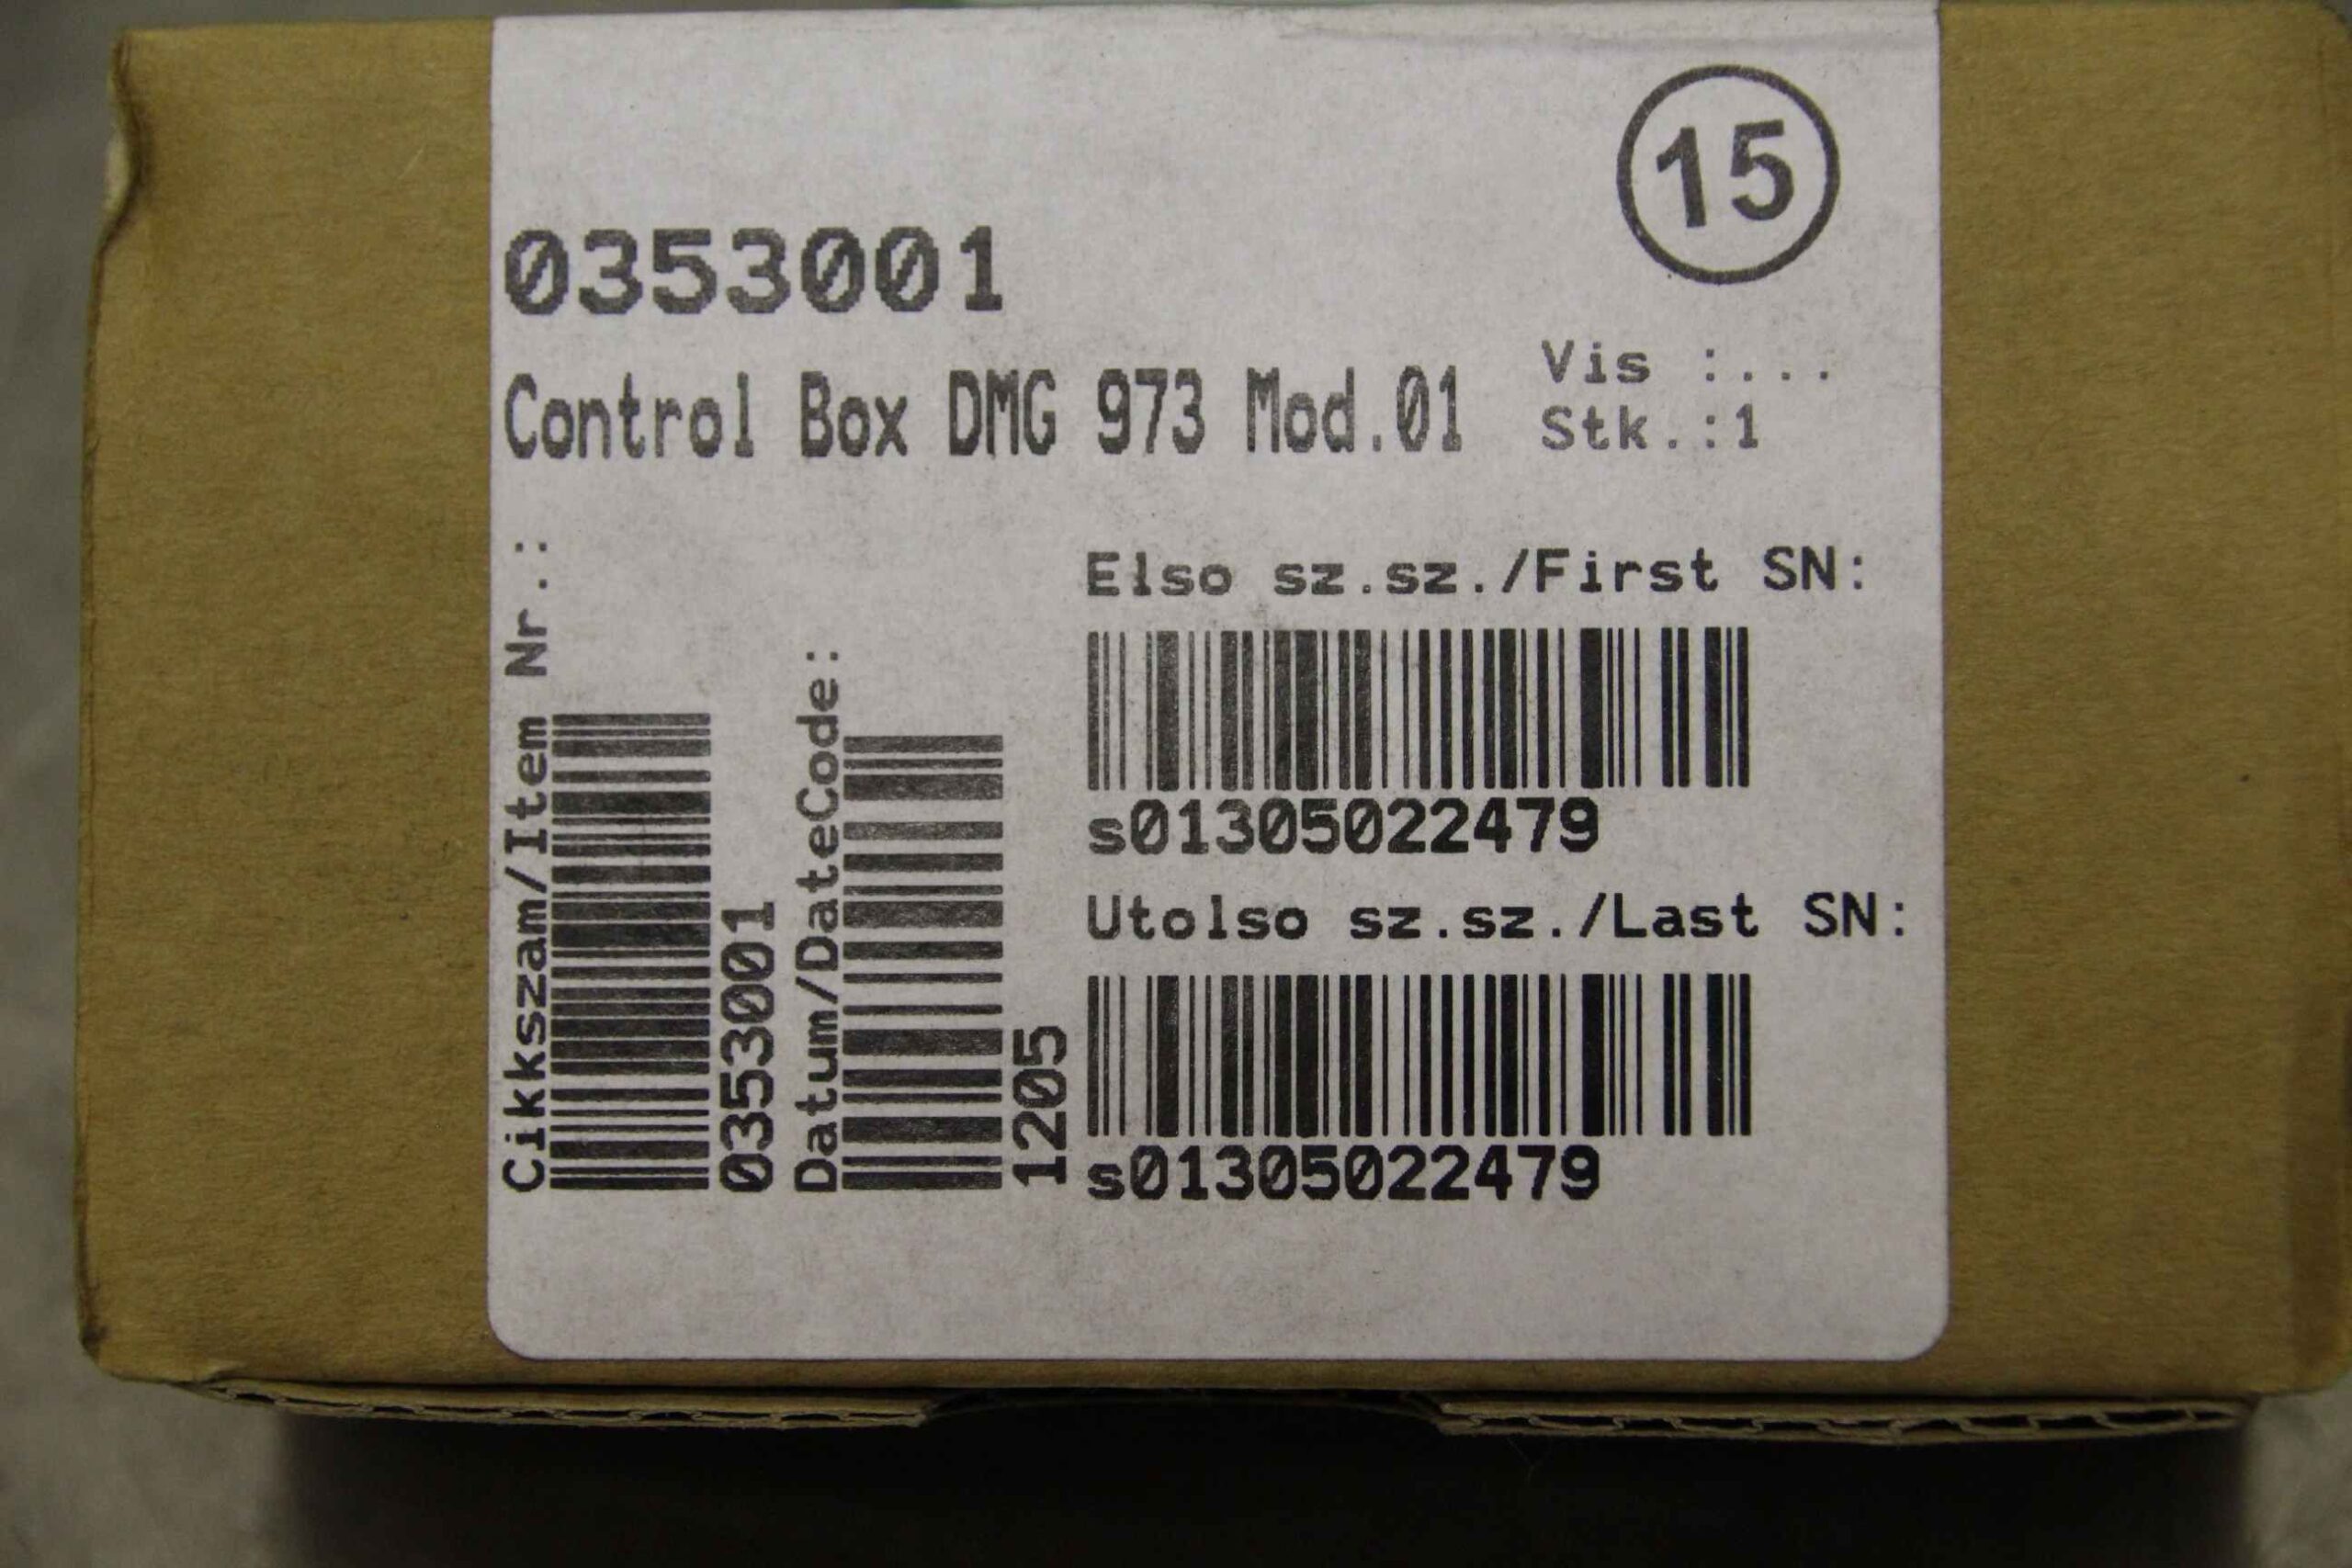 15
0353001
Control Box DMG 973 Mod.01
Vis :...
Stk.:1
Cikkszam/Item Nr.:
0353001
Datum/DateCode:
1205
Elso sz.sz./First SN:
s01305022479
Utolso sz.sz./Last SN:
s01305022479